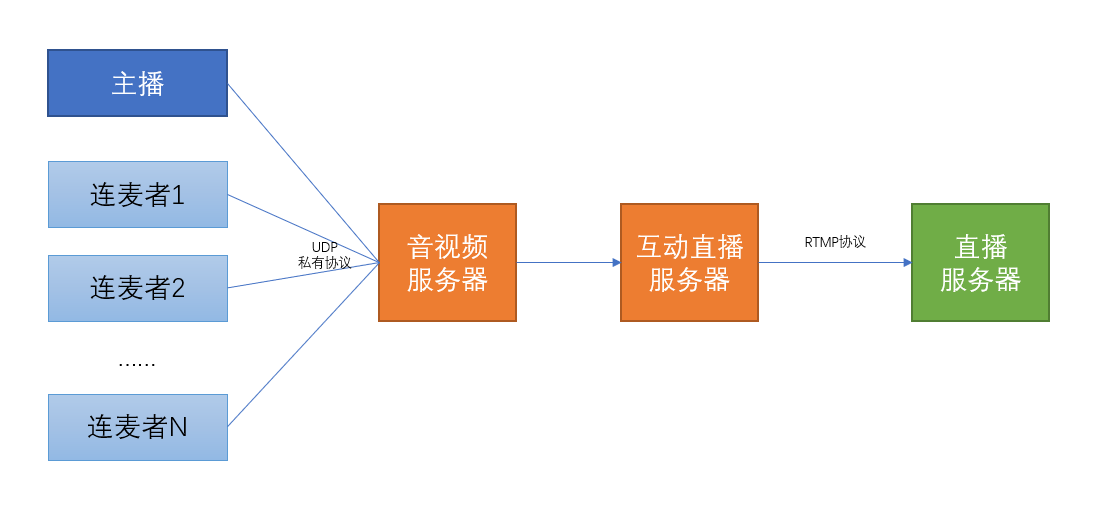 主播
连麦者1
UDP
私有协议
连麦者2
……
连麦者N
音视频
服务器
互动直播
服务器
RTMP协议
直播
服务器